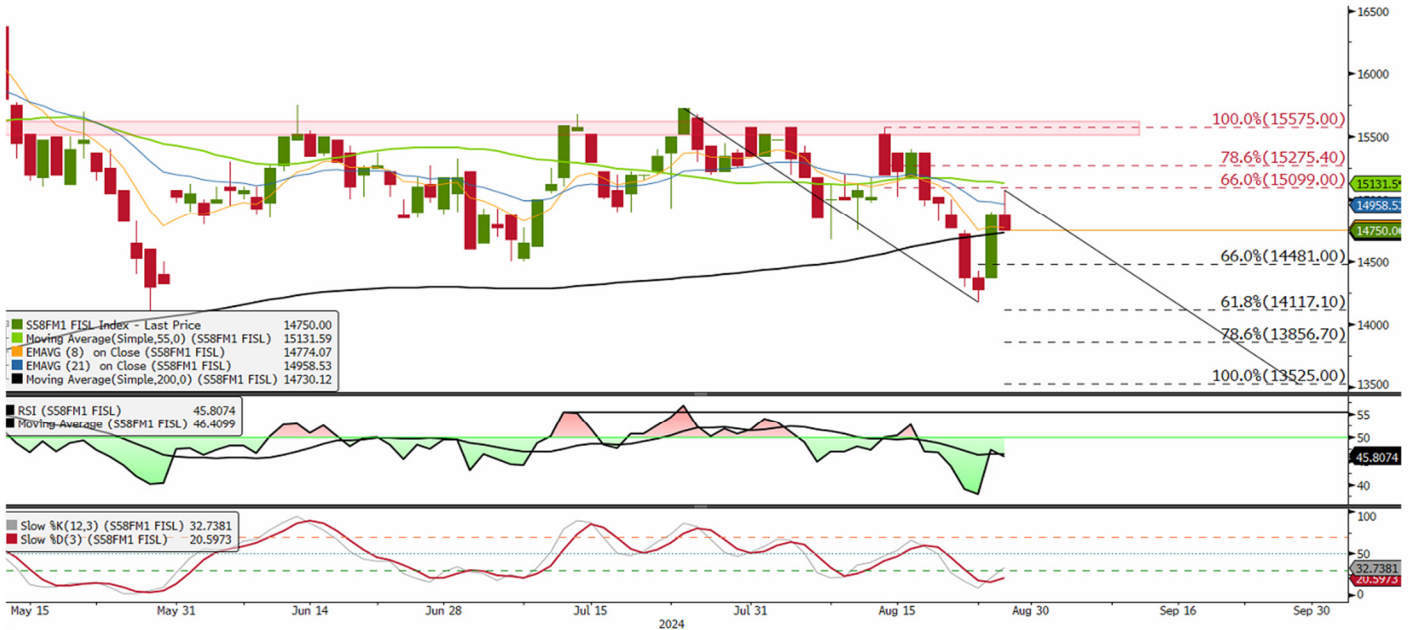 16500
16000
100.0%(15575.00)
15500
78.6%(15275.40)
66.0%(15099.00)
15131.5
14958.53
14750.00
66.0%(14481.00)
14500
61.8%(14117.10)
14000
78.6%(13856.70)
100.0%(13525.00)
13500
S58FM1 FISL Index - Last Price 14750.00
Moving Average(Simple,55,0) (S58FM1 FISL) 15131.59
EMAVG (8) on Close (S58FM1 FISL) 14774.07
EMAVG (21) on Close (S58FM1 FISL) 14958.53
Moving Average(Simple,200,0) (S58FM1 FISL) 14730.12
RSI (S58FM1 FISL) 45.8074
Moving Average (S58FM1 FISL) 46.4099
55
50
45.8074
40
Slow %K(12,3) (S58FM1 FISL) 32.7381
Slow %D(3) (S58FM1 FISL) 20.5973
100
50
32.7381
20.5973
0
May 15 May 31 Jun 14 Jun 28 Jul 15 Jul 31 Aug 15 Aug 30 Sep 16 Sep 30
2024